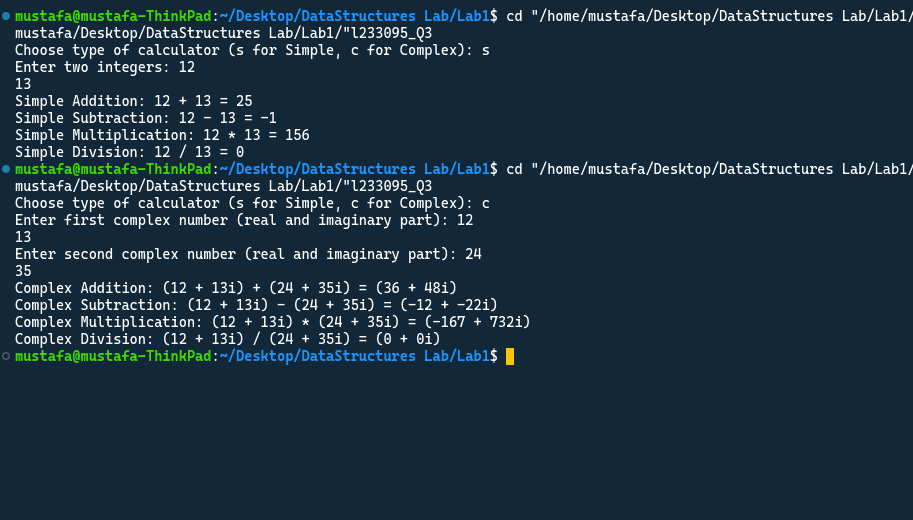 mustafa@mustafa-ThinkPad:~/Desktop/DataStructures Lab/Lab1$ cd "/home/mustafa/Desktop/DataStructures Lab/Lab1/
mustafa/Desktop/DataStructures Lab/Lab1/"l233095_Q3
Choose type of calculator (s for Simple, c for Complex): s
Enter two integers: 12
13
Simple Addition: 12 + 13 = 25
Simple Subtraction: 12 - 13 = -1
Simple Multiplication: 12 * 13 = 156
Simple Division: 12 / 13 = 0
mustafa@mustafa-ThinkPad:~/Desktop/DataStructures Lab/Lab1$ cd "/home/mustafa/Desktop/DataStructures Lab/Lab1/
mustafa/Desktop/DataStructures Lab/Lab1/"l233095_Q3
Choose type of calculator (s for Simple, c for Complex): c
Enter first complex number (real and imaginary part): 12
13
Enter second complex number (real and imaginary part): 24
35
Complex Addition: (12 + 13i) + (24 + 35i) = (36 + 48i)
Complex Subtraction: (12 + 13i) - (24 + 35i) = (-12 + -22i)
Complex Multiplication: (12 + 13i) * (24 + 35i) = (-167 + 732i)
Complex Division: (12 + 13i) / (24 + 35i) = (0 + 0i)
mustafa@mustafa-ThinkPad:~/Desktop/DataStructures Lab/Lab1$